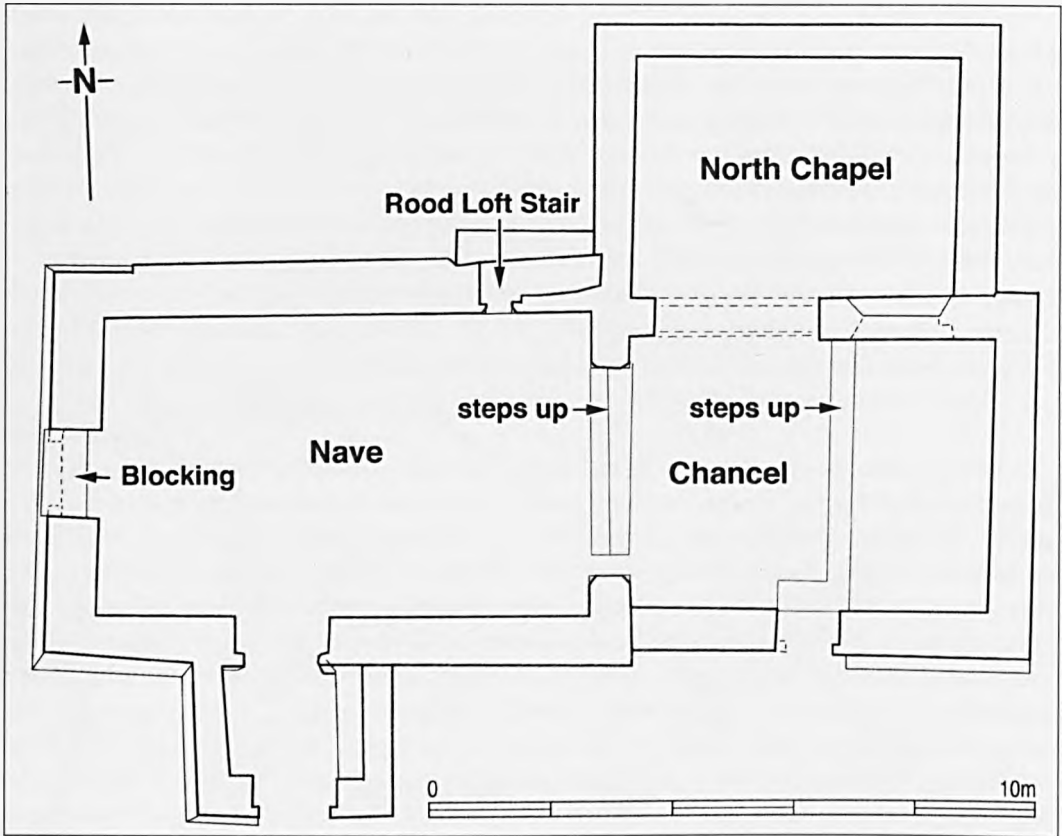 N
North Chapel
Rood Loft Stair
steps up
steps up
Nave
Chancel
Blocking
0
10m